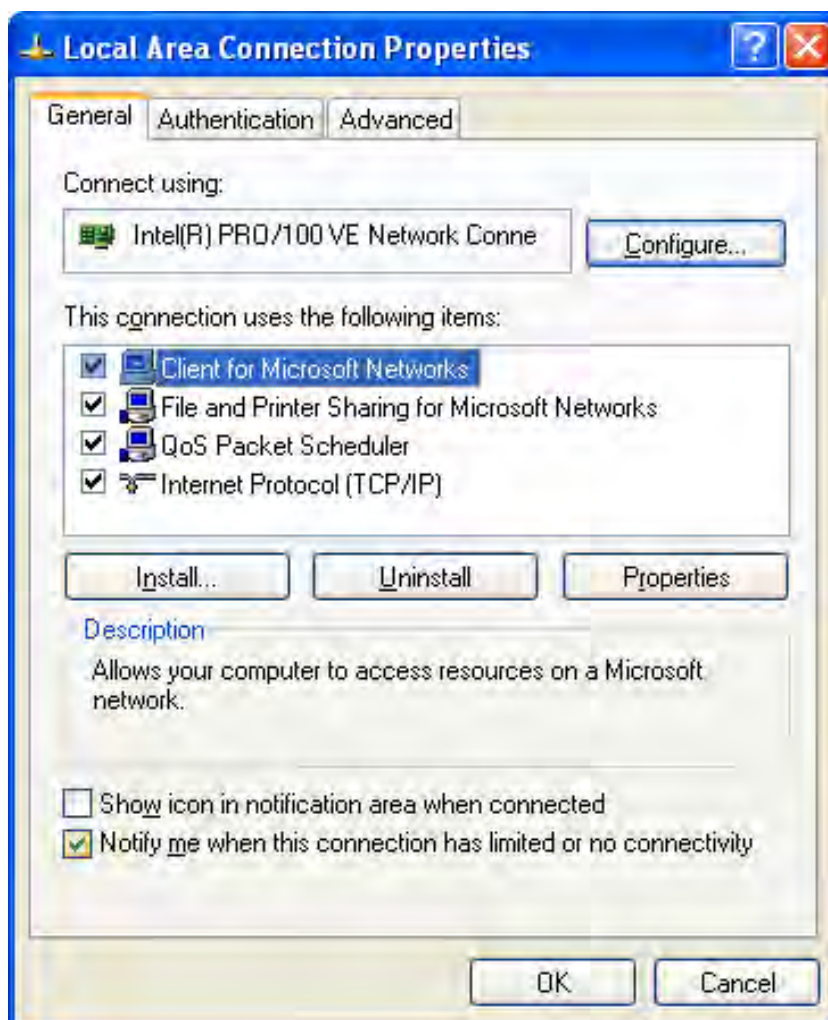 Local Area Connection Properties
General Authentication Advanced
Connect using:
Intel(R) PRO/100 VE Network Conne
Configure...
This connection uses the following items:
Client for Microsoft Networks
File and Printer Sharing for Microsoft Networks
QoS Packet Scheduler
Internet Protocol (TCP/IP)
Install... Uninstall Properties
Description
Allows your computer to access resources on a Microsoft
network.
Show icon in notification area when connected
Notify me when this connection has limited or no connectivity
OK Cancel